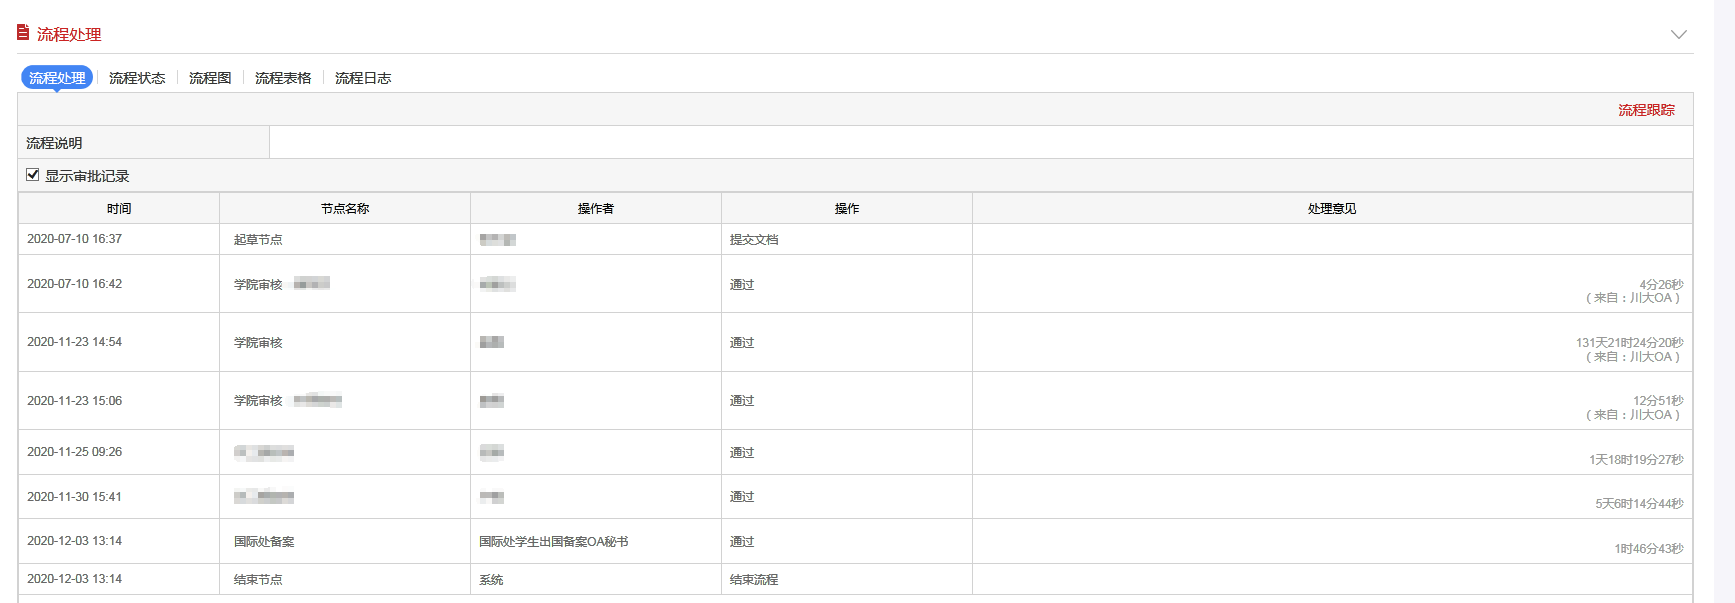 流程处理
流程处理 流程状态 流程图 流程表格 流程日志
流程跟踪
流程说明
显示审批记录
时间 节点名称 操作者 操作 处理意见
2020-07-10 16:37 起草节点 提交文档
2020-07-10 16:42 学院审核 通过 4分26秒
（来自：川大OA）
2020-11-23 14:54 学院审核 通过 131天21时24分20秒
（来自：川大OA）
2020-11-23 15:06 学院审核 通过 12分51秒
（来自：川大OA）
2020-11-25 09:26 通过 1天18时19分27秒
2020-11-30 15:41 通过 5天6时14分44秒
2020-12-03 13:14 国际处备案 国际处学生出国备案OA秘书 通过 1时46分43秒
2020-12-03 13:14 结束节点 系统 结束流程